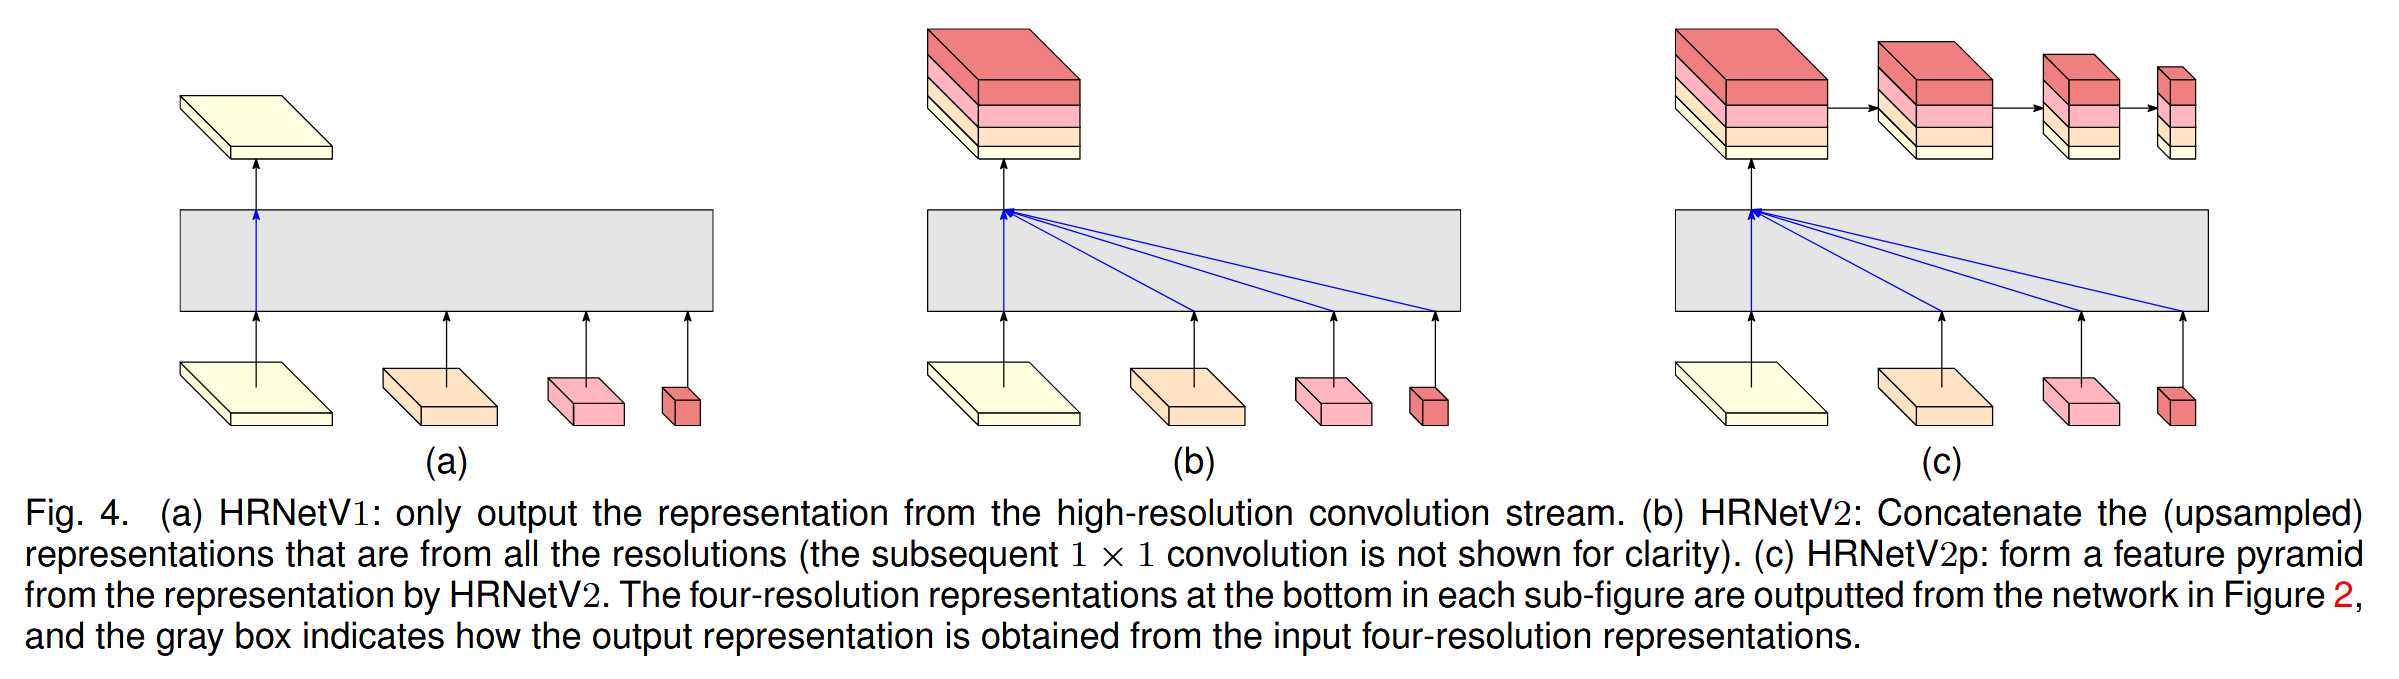 (a) (b) (c)
Fig. 4. (a) HRNetV1: only output the representation from the high-resolution convolution stream. (b) HRNetV2: Concatenate the (upsampled)
representations that are from all the resolutions (the subsequent 1 × 1 convolution is not shown for clarity). (c) HRNetV2p: form a feature pyramid
from the representation by HRNetV2. The four-resolution representations at the bottom in each sub-figure are outputted from the network in Figure 2,
and the gray box indicates how the output representation is obtained from the input four-resolution representations.